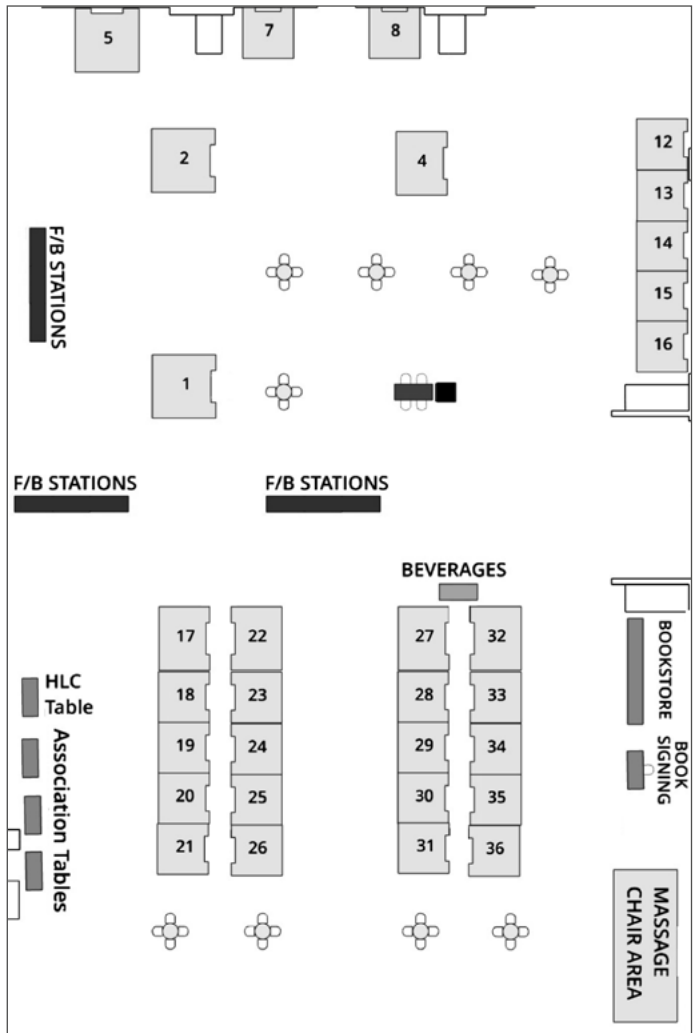 5
7
8
2
4
12
13
14
15
16
F/B STATIONS
1
F/B STATIONS
F/B STATIONS
BEVERAGES
17
22
27
32
18
23
28
33
19
24
29
34
20
25
30
35
21
26
31
36
HLC
Table
Association Tables
BOOKSTORE
BOOK
SIGNING
MASSAGE
CHAIR AREA